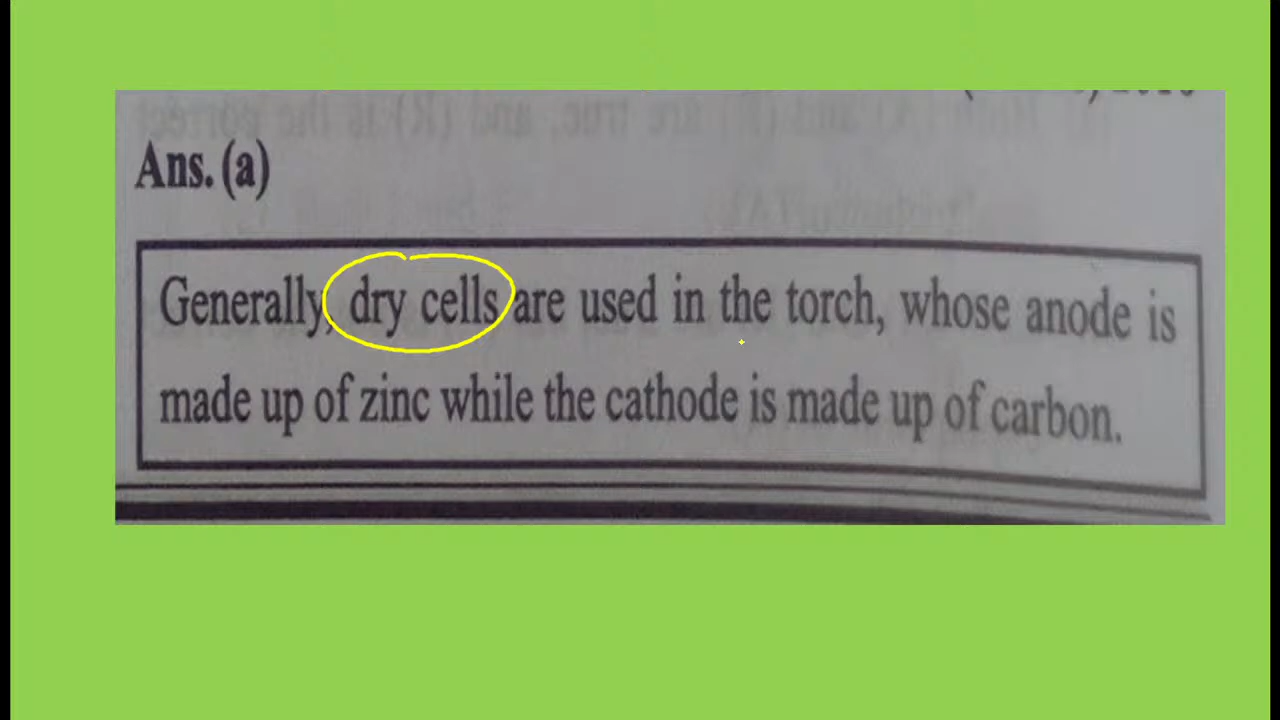 Ans. (a)
Generally, dry cells are used in the torch, whose anode is
made up of zinc while the cathode is made up of carbon.